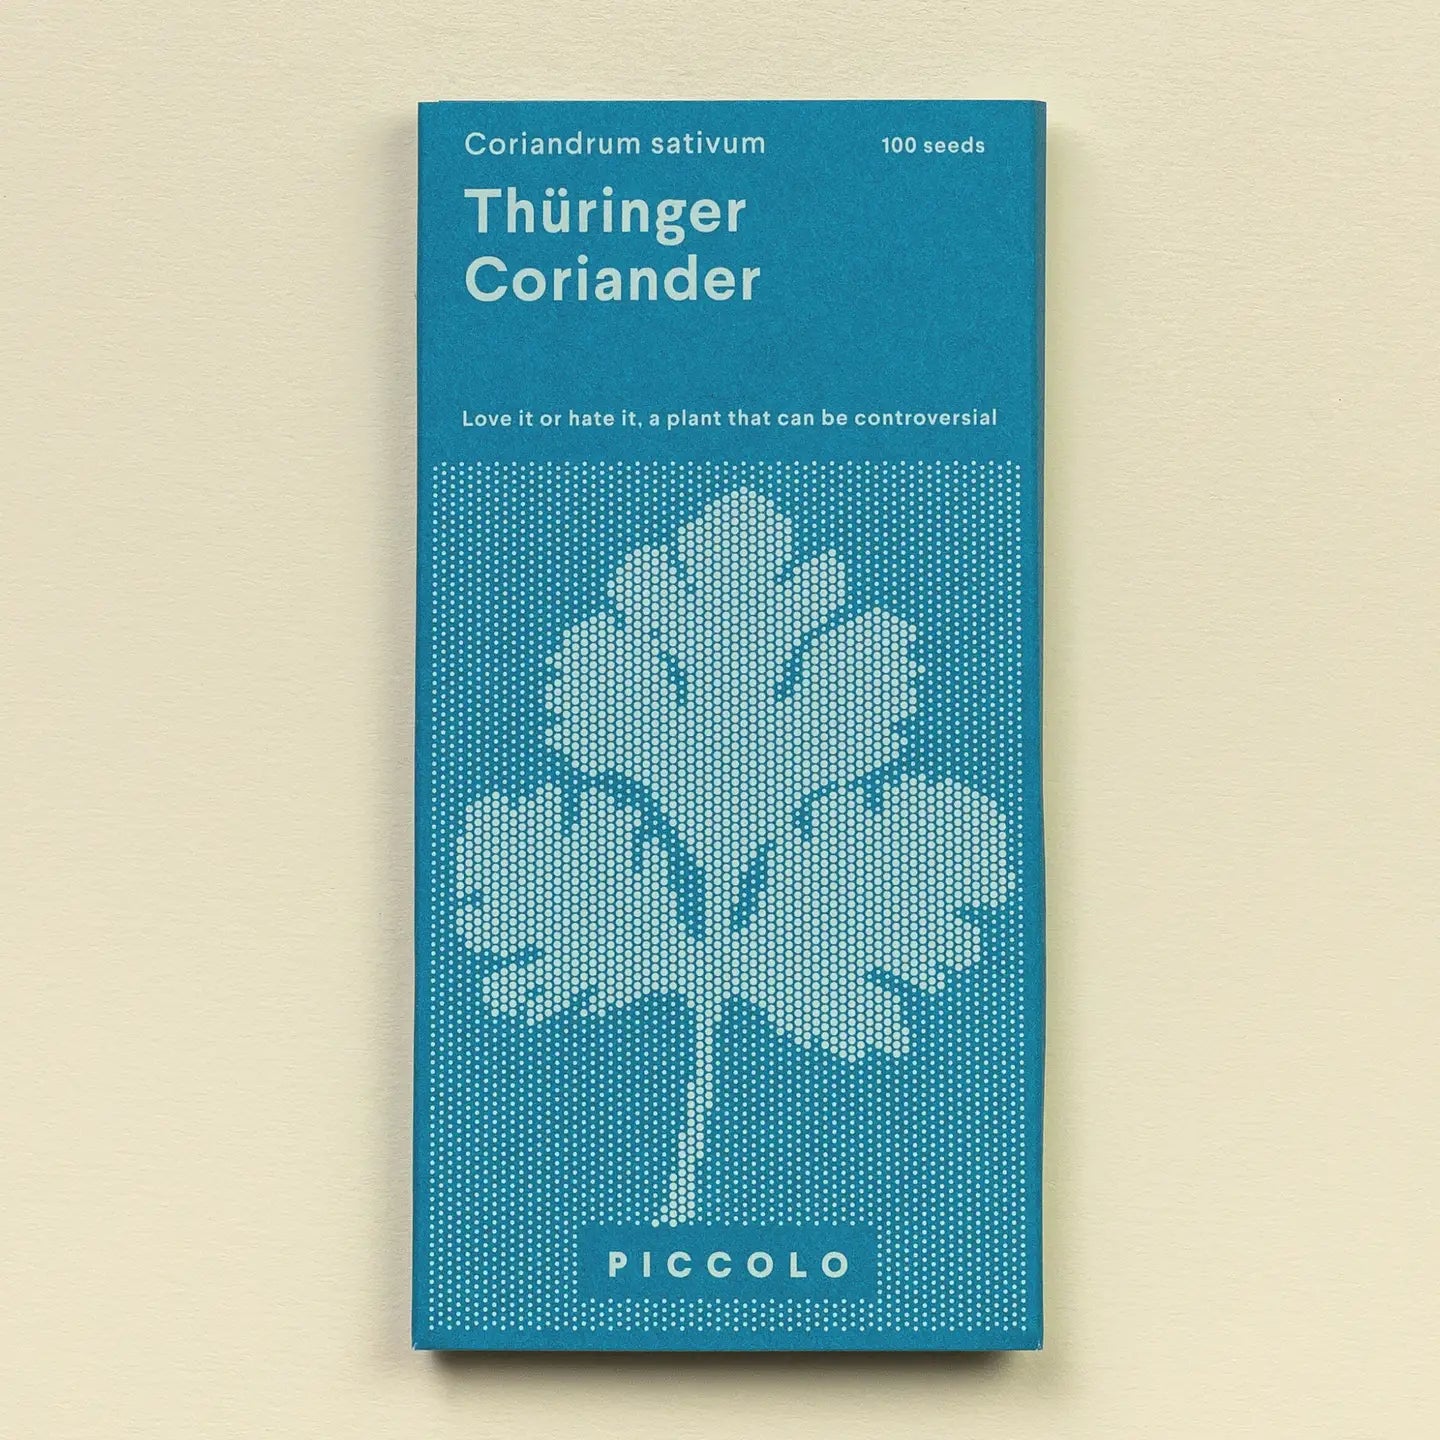 Coriandrum sativum
100 seeds
Thüringer
Coriander
Love it or hate it, a plant that can be controversial
PICCOLO